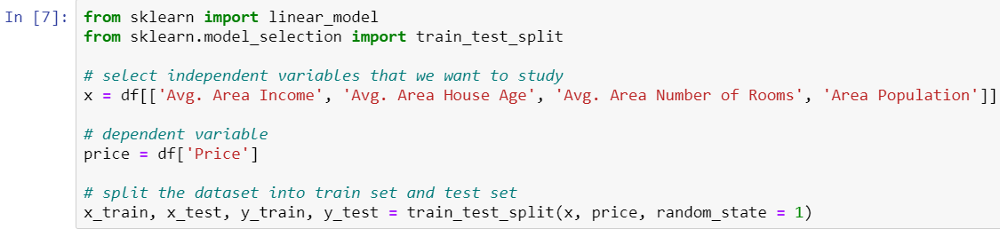 In [7]: from sklearn import linear_model
from sklearn.model_selection import train_test_split
# select independent variables that we want to study
x = df[['Avg. Area Income', 'Avg. Area House Age', 'Avg. Area Number of Rooms', 'Area Population']]
# dependent variable
price = df['Price']
# split the dataset into train set and test set
x_train, x_test, y_train, y_test = train_test_split(x, price, random_state = 1)